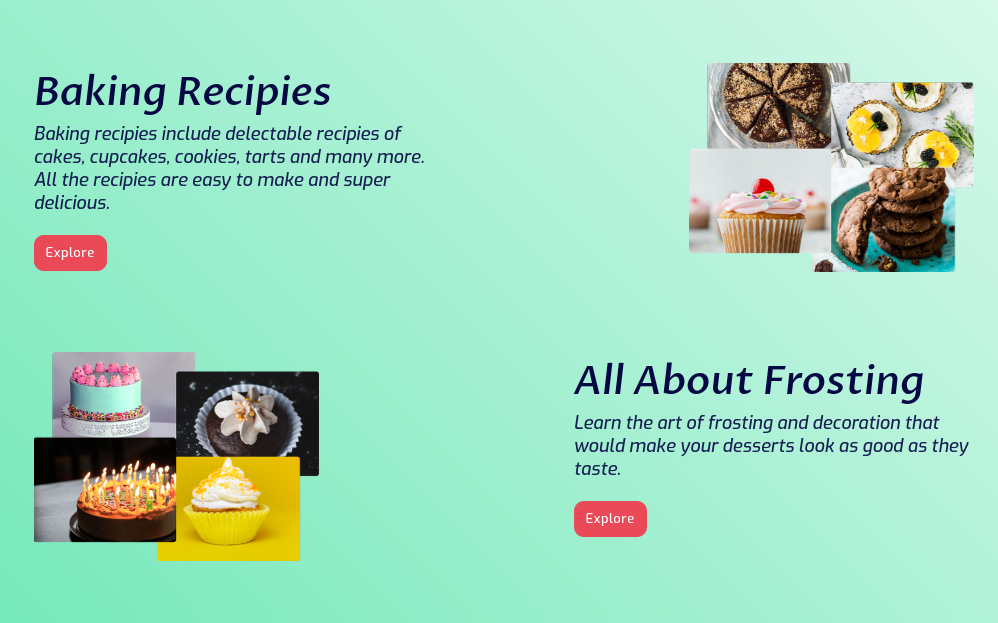 Baking Recipies
Baking recipies include delectable recipies of
cakes, cupcakes, cookies, tarts and many more.
All the recipies are easy to make and super
delicious.
Explore
All About Frosting
Learn the art of frosting and decoration that
would make your desserts look as good as they
taste.
Explore